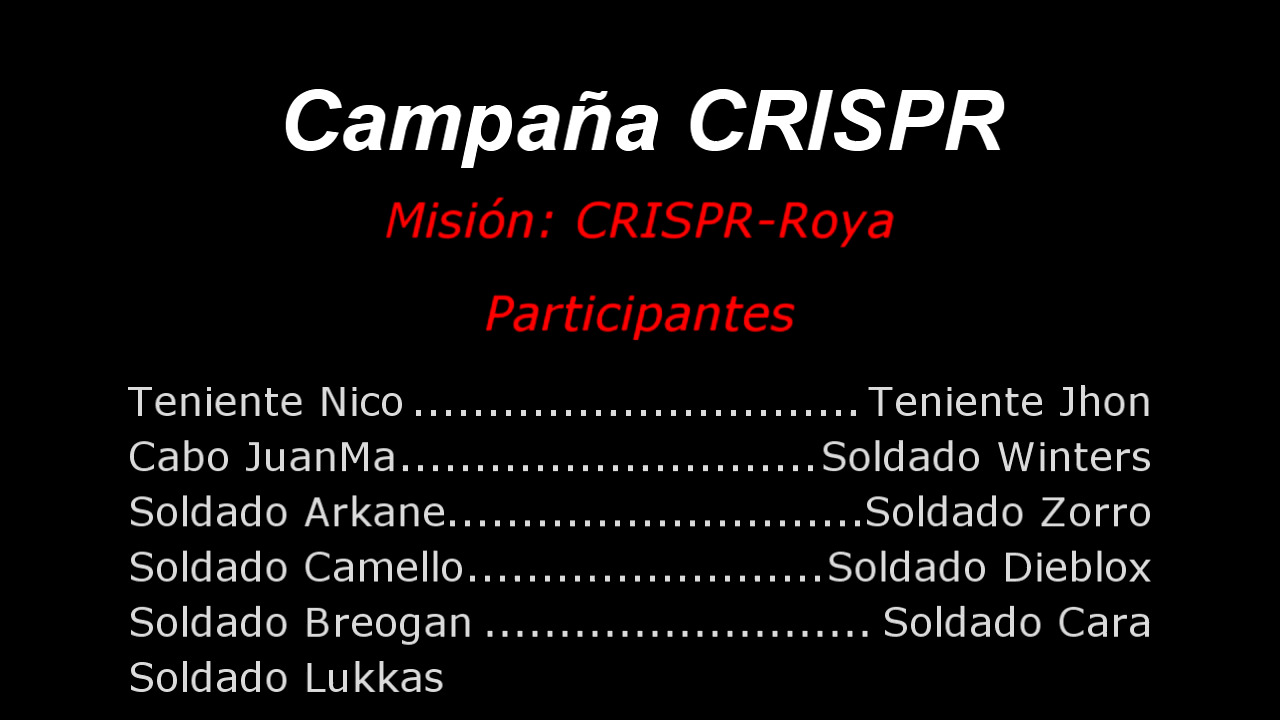 Campaña CRISPR
Misión: CRISPR-Roya
Participantes
Teniente Nico .............................. Teniente Jhon
Cabo JuanMa............................Soldado Winters
Soldado Arkane............................Soldado Zorro
Soldado Camello........................Soldado Dieblox
Soldado Breogan .......................... Soldado Cara
Soldado Lukkas